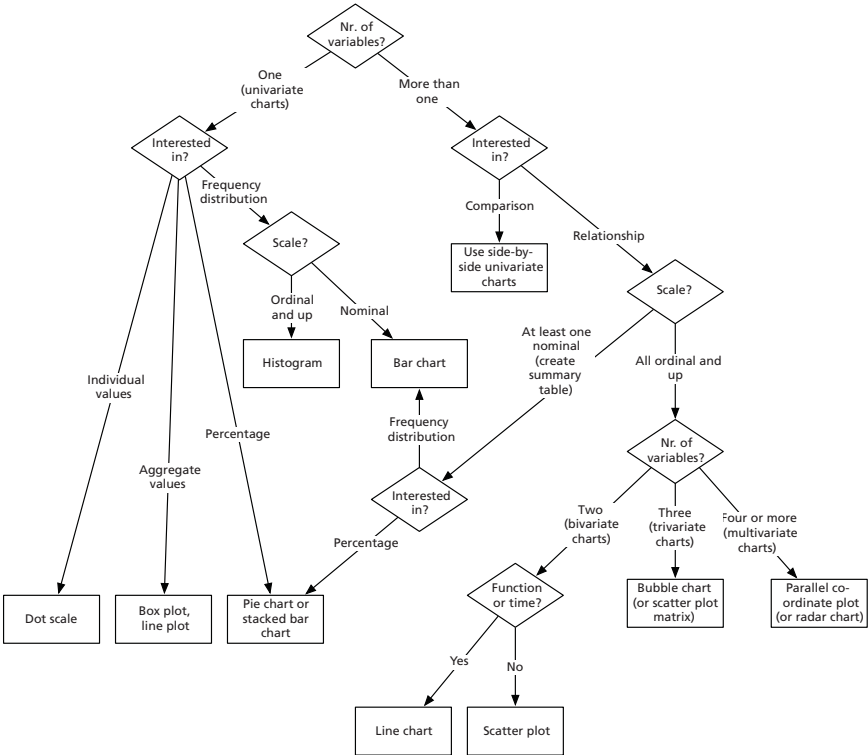 Nr. of
variables?
One
(univariate
charts)
More than
one
Interested
in?
Interested
in?
Frequency
distribution
Comparison
Relationship
Scale?
Use side-by-
side univariate
charts
Scale?
Ordinal
and up
Nominal
At least one
nominal
(create
summary
table)
All ordinal and
up
Histogram
Bar chart
Individual
values
Percentage
Frequency
distribution
Nr. of
variables?
Aggregate
values
Interested
in?
Two
(bivariate
charts)
Three
(trivariate
charts)
Four or more
(multivariate
charts)
Percentage
Function
or time?
Dot scale
Box plot,
line plot
Pie chart or
stacked bar
chart
Bubble chart
(or scatter plot
matrix)
Parallel co-
ordinate plot
(or radar chart)
Yes
No
Line chart
Scatter plot